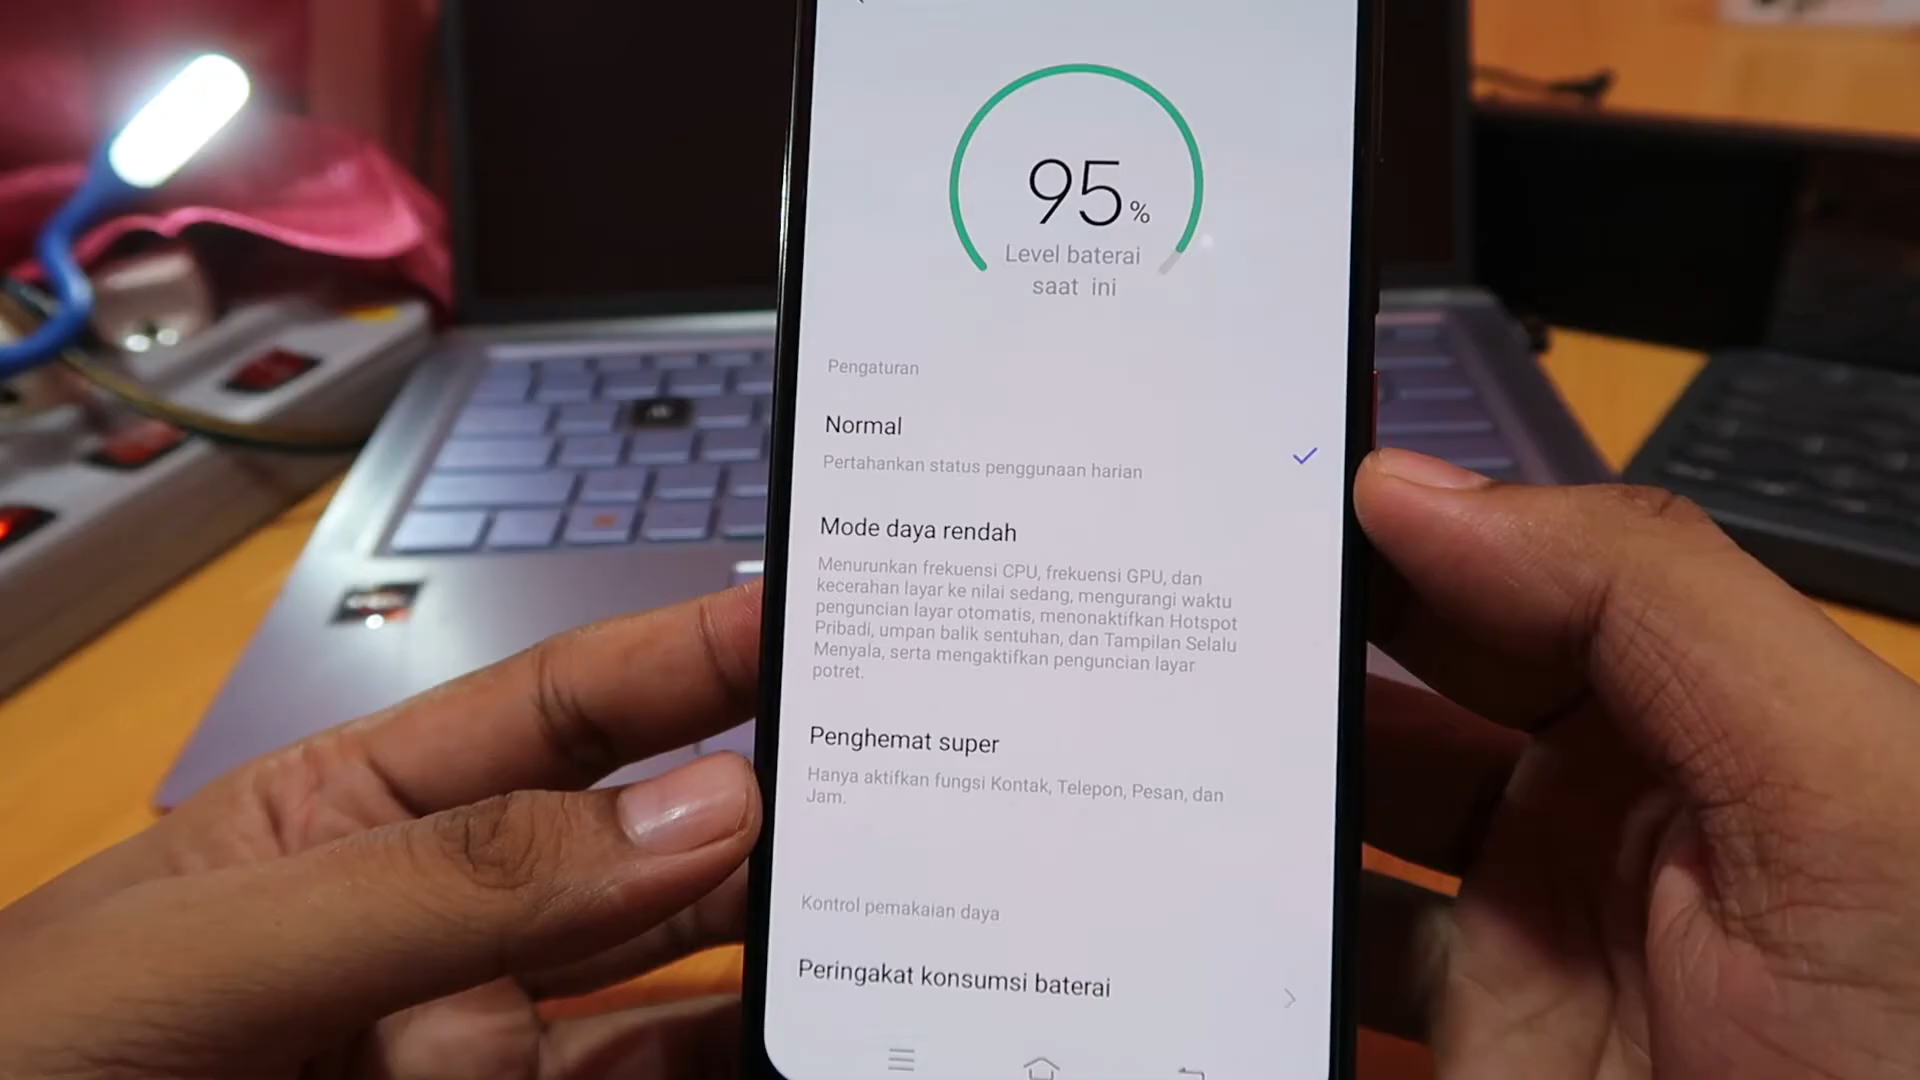 95%
Level baterai
saat ini
Pengaturan
Normal
Pertahankan status penggunaan harian
Mode daya rendah
Menurunkan frekuensi CPU, frekuensi GPU, dan
kecerahan layar ke nilai sedang, mengurangi waktu
penguncian layar otomatis, menonaktifkan Hotspot
Pribadi, umpan balik sentuhan, dan Tampilan Selalu
Menyala, serta mengaktifkan penguncian layar
potret.
Penghemat super
Hanya aktifkan fungsi Kontak, Telepon, Pesan, dan
Jam.
Kontrol pemakaian daya
Peringakat konsumsi baterai